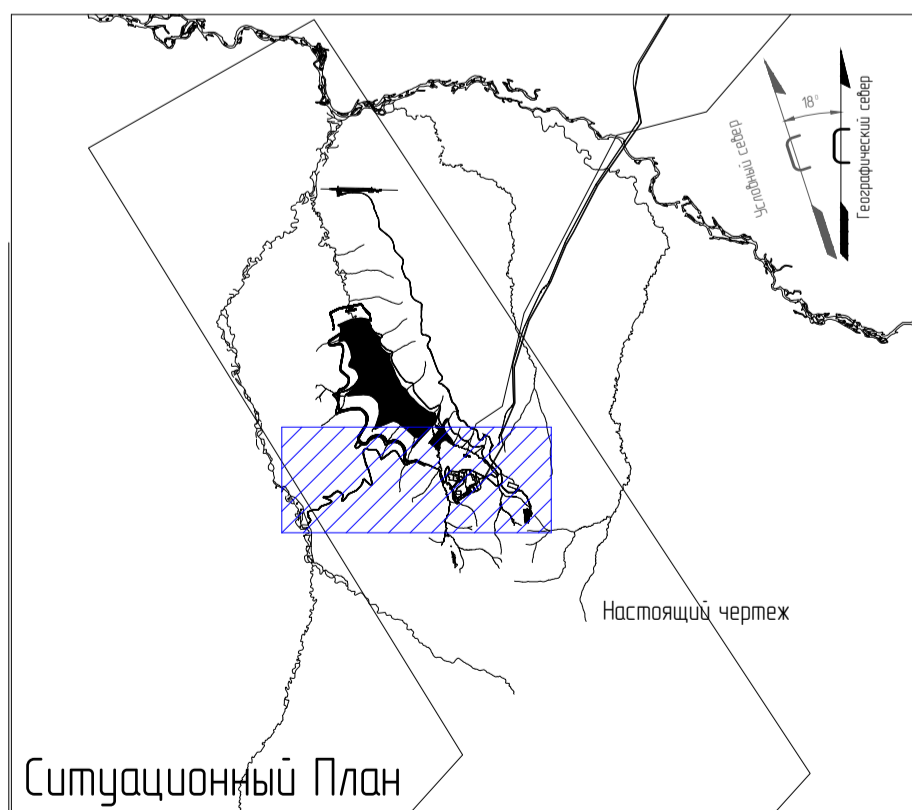 18°
Условный север
Географический север
Настоящий чертеж
Ситуационный План